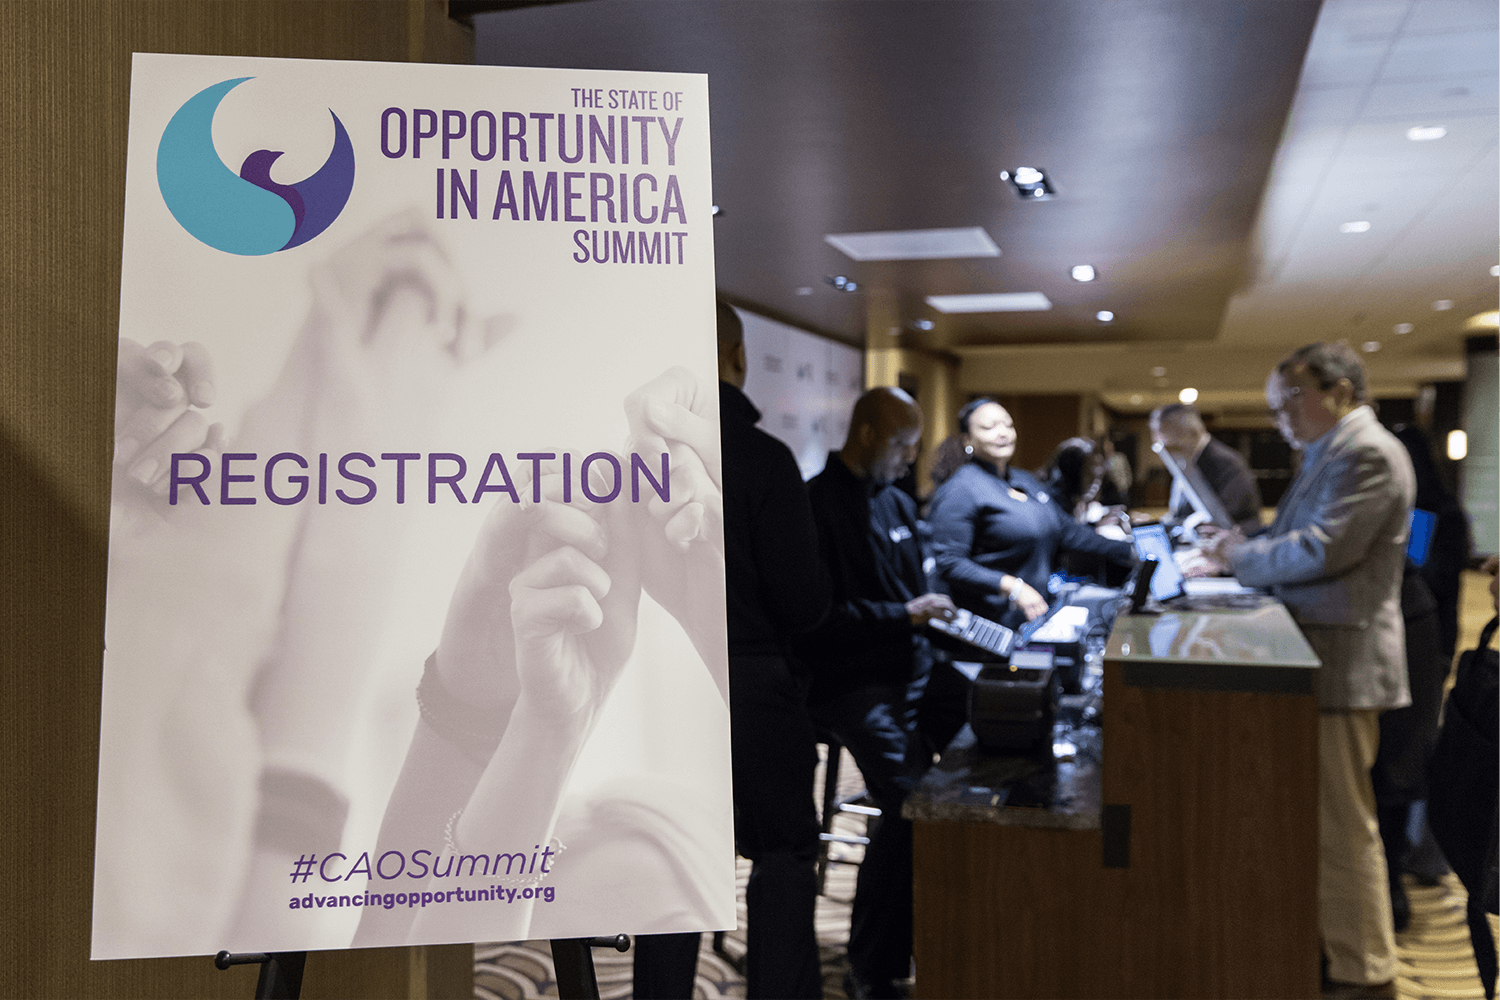 THE STATE OF
OPPORTUNITY
IN AMERICA
SUMMIT
REGISTRATION
#CAOSummit
advancingopportunity.org